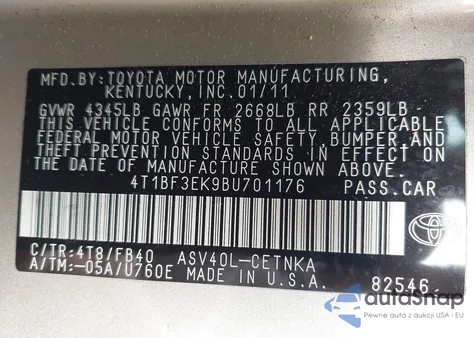 MFD.BY:TOYOTA MOTOR MANUFACTURING,
KENTUCKY,INC.01/11
GVWR 4345LB GAWR FR 2668LB RR 2359LB
THIS VEHICLE CONFORMS TO ALL APPLICABLE
FEDERAL MOTOR VEHICLE SAFETY,BUMPER,AND
THEFT PREVENTION STANDARDS IN EFFECT ON
THE DATE OF MANUFACTURE SHOWN ABOVE.
4T1BF3EK9BU701176 PASS.CAR
TOYOTA
C/TR:4T8/FB40 ASV40L-CETNKA
A/TM:-05A/U760E MADE IN U.S.A. 82546
autoSnap
Pewne auta z aukcji USA i EU